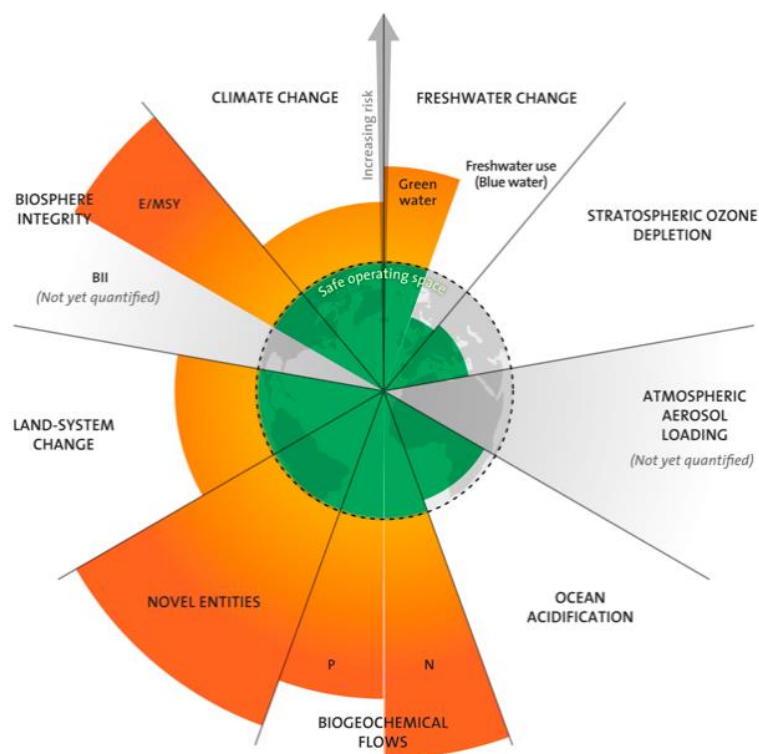 CLIMATE CHANGE
Increasing risk
FRESHWATER CHANGE
Freshwater use
(Blue water)
Green
water
STRATOSPHERIC OZONE
DEPLETION
BIOSPHERE
INTEGRITY
E/MSY
BII
(Not yet quantified)
Safe operating space
LAND-SYSTEM
CHANGE
ATMOSPHERIC
AEROSOL
LOADING
(Not yet quantified)
NOVEL ENTITIES
OCEAN
ACIDIFICATION
P
N
BIOGEOCHEMICAL
FLOWS